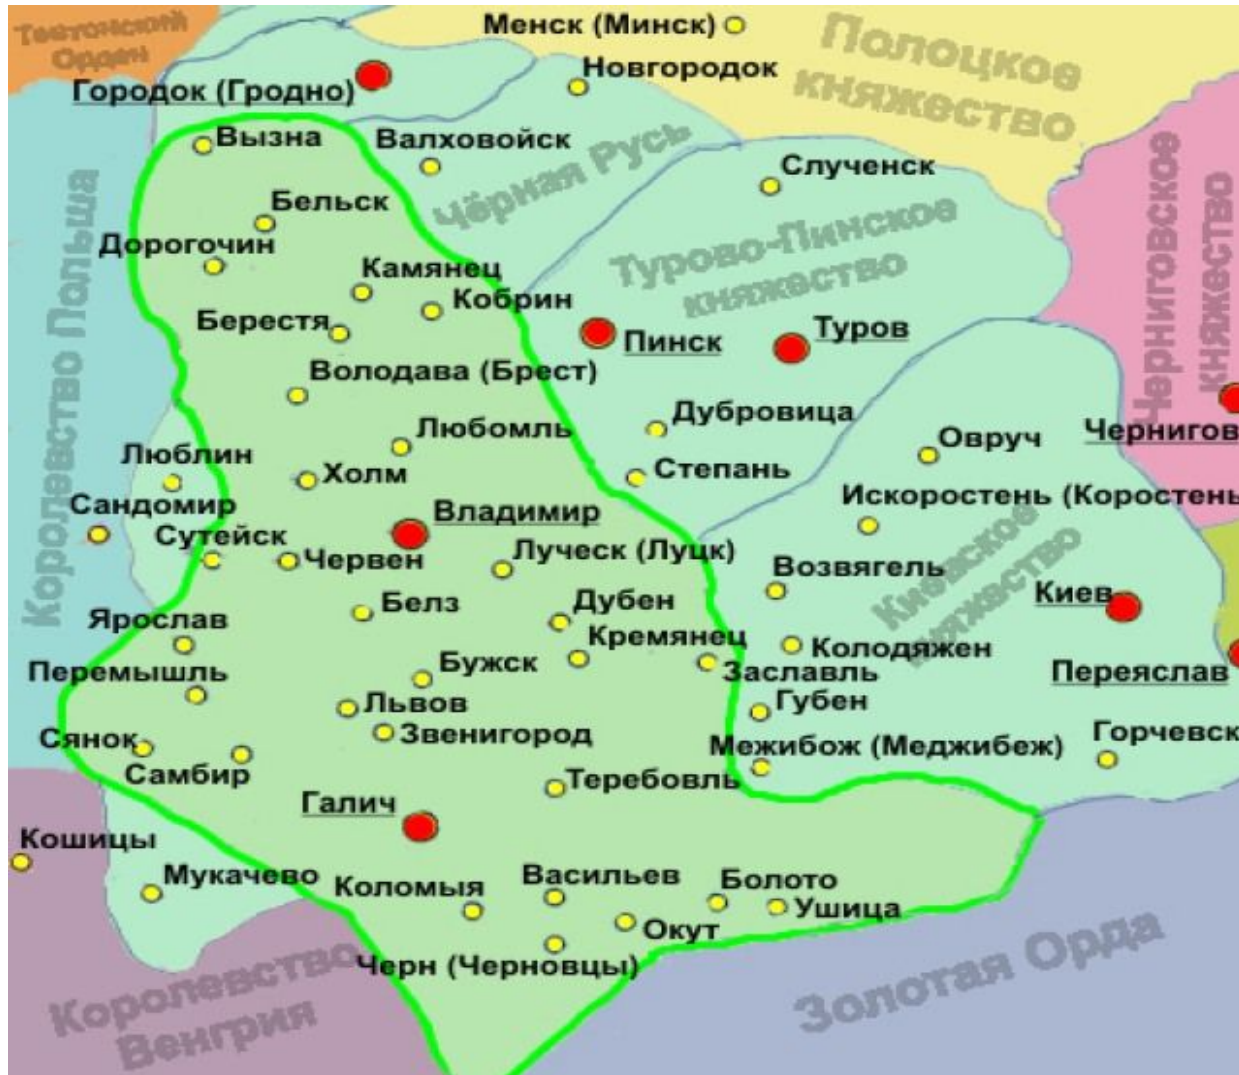 Тевтонский
Орден
Менск (Минск)
Полоцкое
княжество
Новгородок
Городок (Гродно)
Вызна
Валховойск
Чёрная Русь
Слученск
Черниговское
княжество
Королевство Польша
Бельск
Дорогочин
Турово-Пинское
княжество
Камянец
Кобрин
Берестя
Пинск
Туров
Володава (Брест)
Любомль
Дубровица
Чернигов
Овруч
Люблин
Холм
Степань
Сандомир
Искоростень (Коростень
Владимир
Сутейск
Червен
Луческ (Луцк)
Киевское
княжество
Возвягель
Киев
Белз
Дубен
Ярослав
Кремянец
Колодяжен
Перемышль
Бужск
Заславль
Переяслав
Львов
Губен
Сянок
Звенигород
Межибож (Меджибеж)
Горчевск
Самбир
Теребовль
Галич
Кошицы
Мукачево
Коломыя
Васильев
Болото
Ушица
Окут
Черн (Черновцы)
Королевство
Венгрия
Золотая Орда